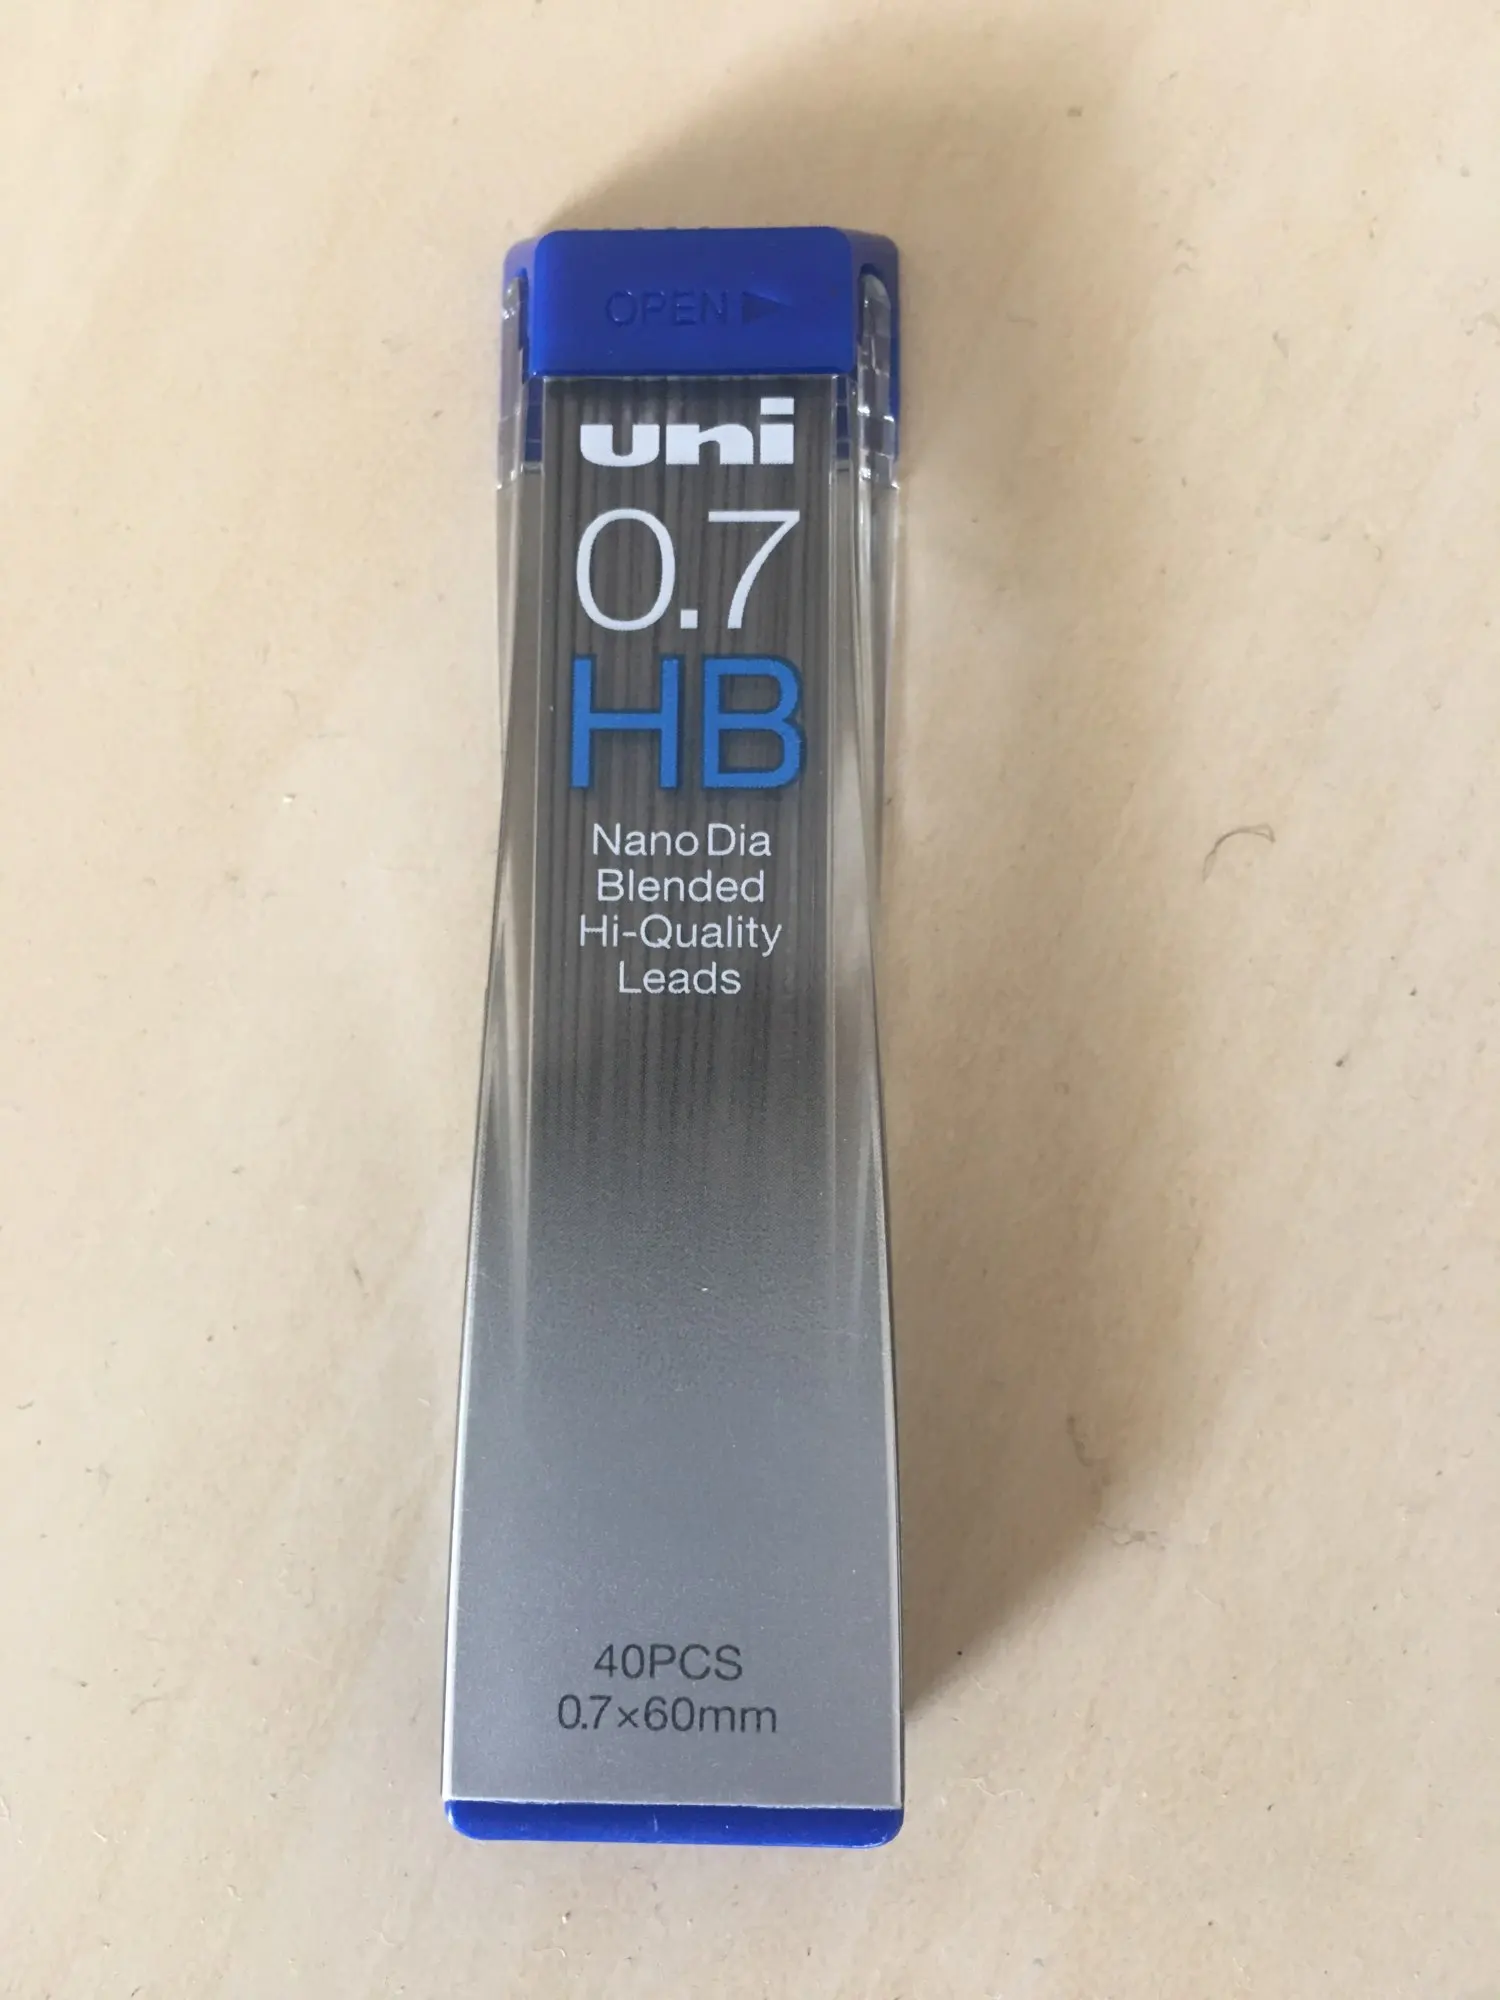 OPEN ▶
uni
0.7
HB
Nano Dia
Blended
Hi-Quality
Leads
40PCS
0.7×60mm